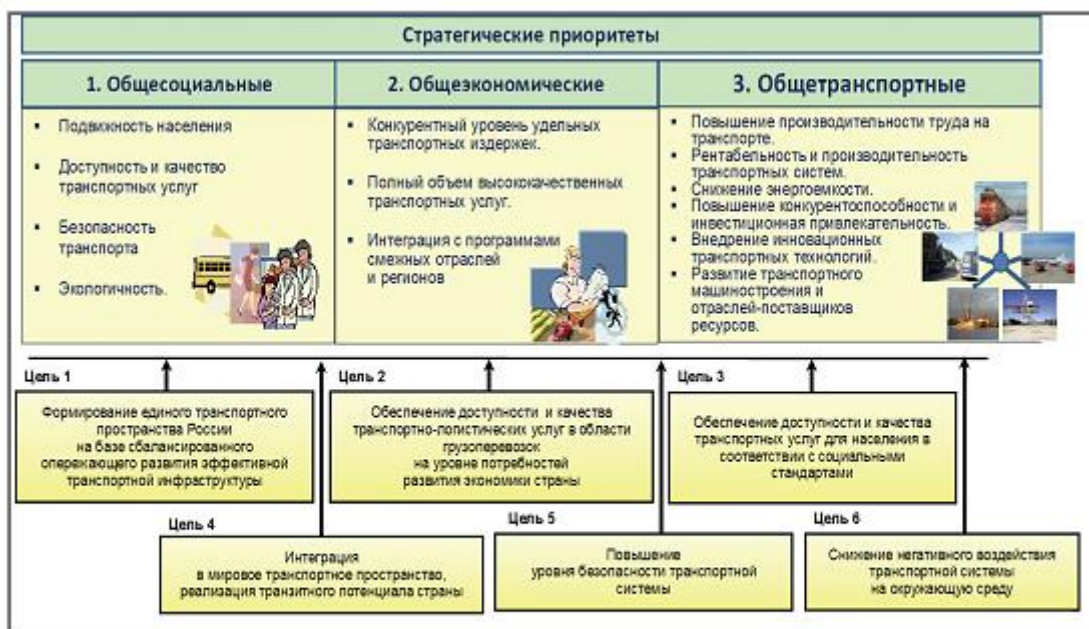 Стратегические приоритеты
1. Общесоциальные
▪ Подвижность населения
▪ Доступность и качество
транспортных услуг
▪ Безопасность
транспорта
▪ Экологичность.
2. Общеэкономические
▪ Конкурентный уровень удельных
транспортных издержек.
▪ Полный объем высококачественных
транспортных услуг.
▪ Интеграция с программами
смежных отраслей
и регионов
3. Общетранспортные
▪ Повышение производительности труда на
транспорте.
▪ Рентабельность и производительность
транспортных систем.
▪ Снижение энергоемкости.
▪ Повышение конкурентоспособности и
инвестиционная привлекательность.
▪ Внедрение инновационных
транспортных технологий.
▪ Развитие транспортного
машиностроения и
отраслей-поставщиков
ресурсов.
Цель 1
Формирование единого транспортного
пространства России
на базе сбалансированного
опережающего развития эффективной
транспортной инфраструктуры
Цель 2
Обеспечение доступности и качества
транспортно-логистических услуг в области
грузоперевозок
на уровне потребностей
развития экономики страны
Цель 3
Обеспечение доступности и качества
транспортных услуг для населения в
соответствии с социальными
стандартами
Цель 4
Интеграция
в мировое транспортное пространство,
реализация транзитного потенциала страны
Цель 5
Повышение
уровня безопасности транспортной
системы
Цель 6
Снижение негативного воздействия
транспортной системы
на окружающую среду